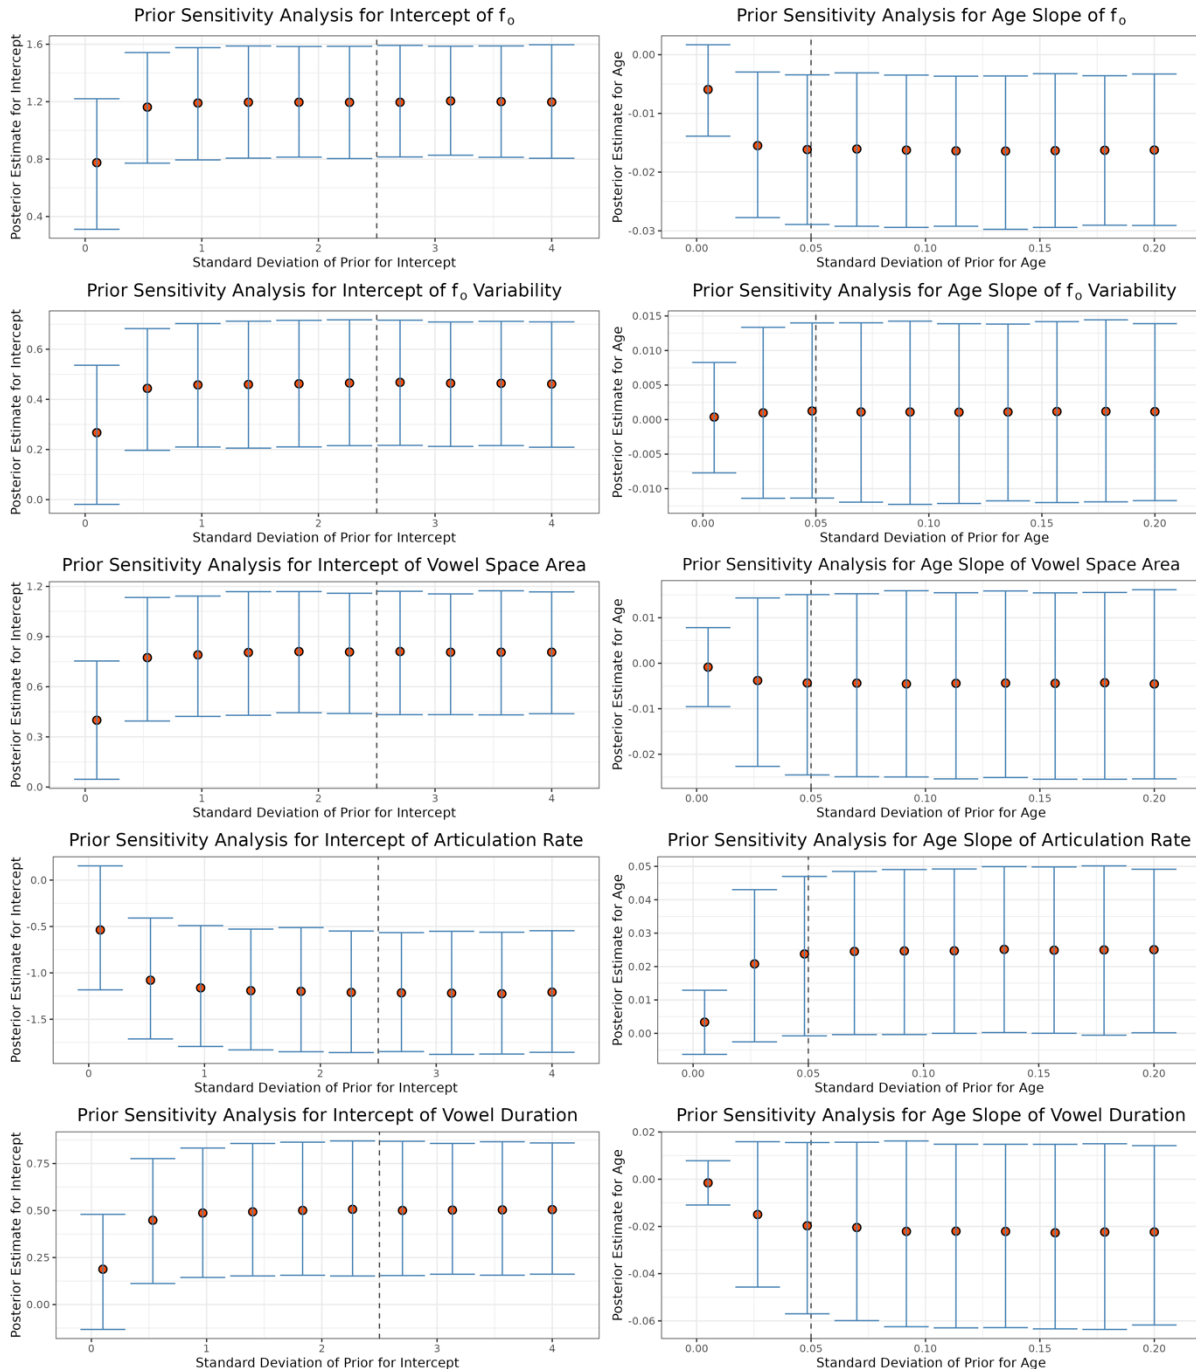 Prior Sensitivity Analysis for Intercept of fₒ
Posterior Estimate for Intercept
1.6
1.2
0.8
0.4
0 1 2 3 4
Standard Deviation of Prior for Intercept
Prior Sensitivity Analysis for Age Slope of fₒ
Posterior Estimate for Age
0.00
-0.01
-0.02
-0.03
0.00 0.05 0.10 0.15 0.20
Standard Deviation of Prior for Age
Prior Sensitivity Analysis for Intercept of fₒ Variability
Posterior Estimate for Intercept
0.6
0.4
0.2
0.0
0 1 2 3 4
Standard Deviation of Prior for Intercept
Prior Sensitivity Analysis for Age Slope of fₒ Variability
Posterior Estimate for Age
0.015
0.010
0.005
0.000
-0.005
-0.010
0.00 0.05 0.10 0.15 0.20
Standard Deviation of Prior for Age
Prior Sensitivity Analysis for Intercept of Vowel Space Area
Posterior Estimate for Intercept
1.2
0.9
0.6
0.3
0.0
0 1 2 3 4
Standard Deviation of Prior for Intercept
Prior Sensitivity Analysis for Age Slope of Vowel Space Area
Posterior Estimate for Age
0.01
0.00
-0.01
-0.02
0.00 0.05 0.10 0.15 0.20
Standard Deviation of Prior for Age
Prior Sensitivity Analysis for Intercept of Articulation Rate
Posterior Estimate for Intercept
0.0
-0.5
-1.0
-1.5
0 1 2 3 4
Standard Deviation of Prior for Intercept
Prior Sensitivity Analysis for Age Slope of Articulation Rate
Posterior Estimate for Age
0.05
0.04
0.03
0.02
0.01
0.00
0.00 0.05 0.10 0.15 0.20
Standard Deviation of Prior for Age
Prior Sensitivity Analysis for Intercept of Vowel Duration
Posterior Estimate for Intercept
0.75
0.50
0.25
0.00
0 1 2 3 4
Standard Deviation of Prior for Intercept
Prior Sensitivity Analysis for Age Slope of Vowel Duration
Posterior Estimate for Age
0.02
0.00
-0.02
-0.04
-0.06
0.00 0.05 0.10 0.15 0.20
Standard Deviation of Prior for Age